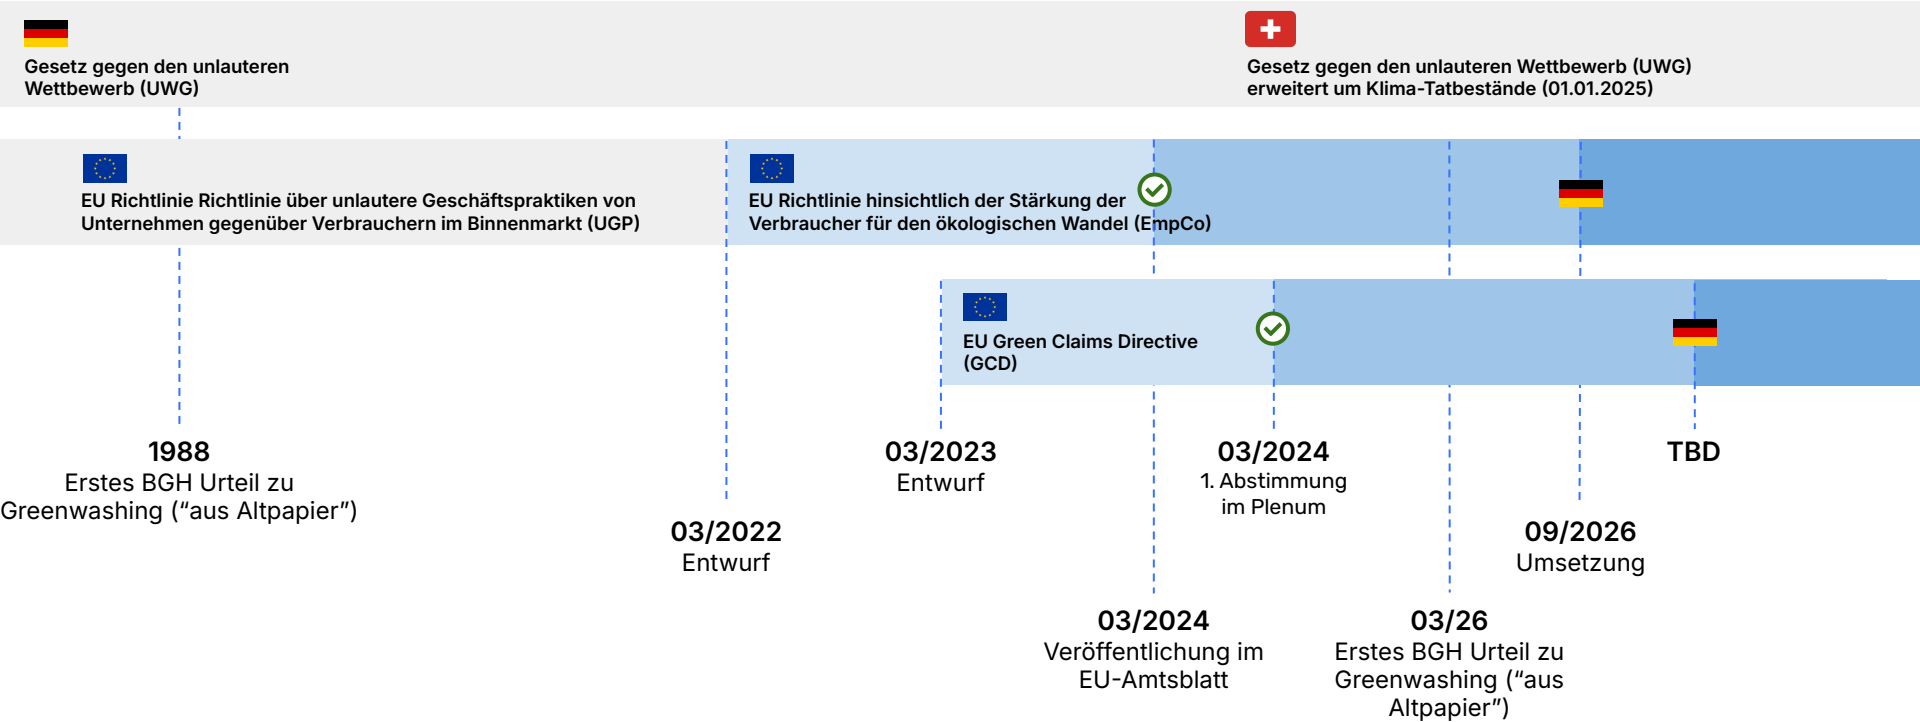 Gesetz gegen den unlauteren
Wettbewerb (UWG)
Gesetz gegen den unlauteren Wettbewerb (UWG)
erweitert um Klima-Tatbestände (01.01.2025)
EU Richtlinie Richtlinie über unlautere Geschäftspraktiken von
Unternehmen gegenüber Verbrauchern im Binnenmarkt (UGP)
EU Richtlinie hinsichtlich der Stärkung der
Verbraucher für den ökologischen Wandel (EmpCo)
EU Green Claims Directive
(GCD)
1988
Erstes BGH Urteil zu
Greenwashing (“aus Altpapier”)
03/2022
Entwurf
03/2023
Entwurf
03/2024
Veröffentlichung im
EU-Amtsblatt
03/2024
1. Abstimmung
im Plenum
03/26
Erstes BGH Urteil zu
Greenwashing (“aus
Altpapier”)
09/2026
Umsetzung
TBD